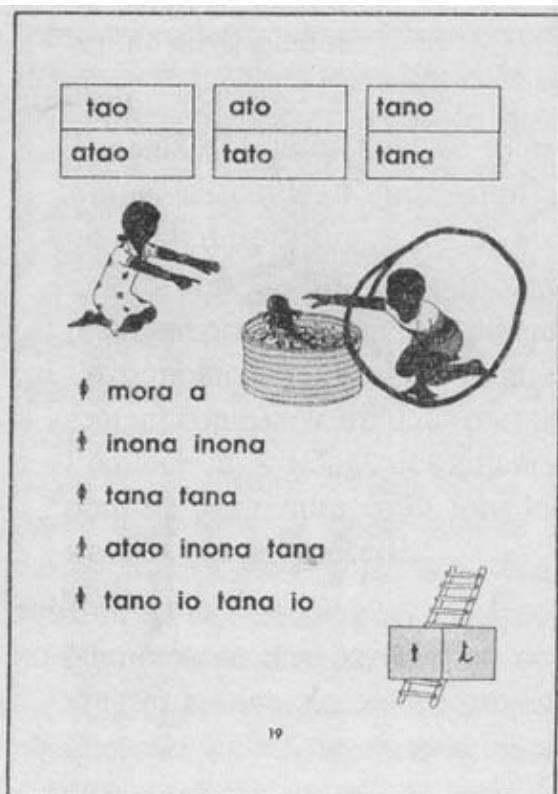 tao
atao
ato
tato
tano
tana
mora a
inona inona
tana tana
atao inona tana
tano io tana io
t
19